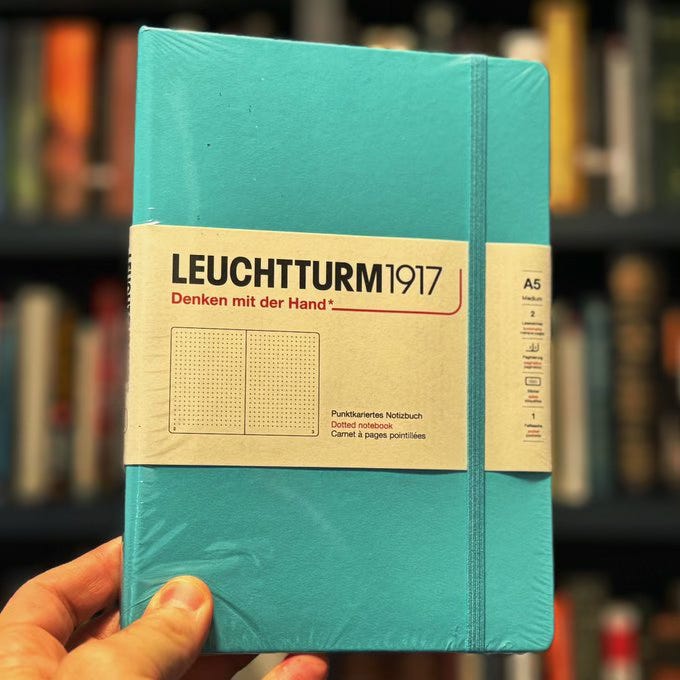 LEUCHTTURM1917
Denken mit der Hand*
Punktkariertes Notizbuch
Dotted notebook
Carnet à pages pointillées
A5
Medium
2
1